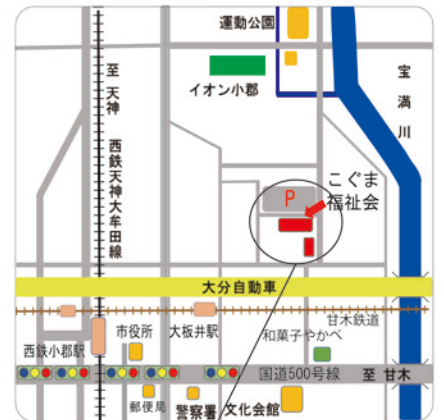 運動公園
イオン小郡
至 天神
西鉄天神大牟田線
宝満川
P
こぐま
福祉会
大分自動車
甘木鉄道
西鉄小郡駅
市役所
大板井駅
和菓子やかべ
国道500号線
至 甘木
郵便局
警察署
文化会館